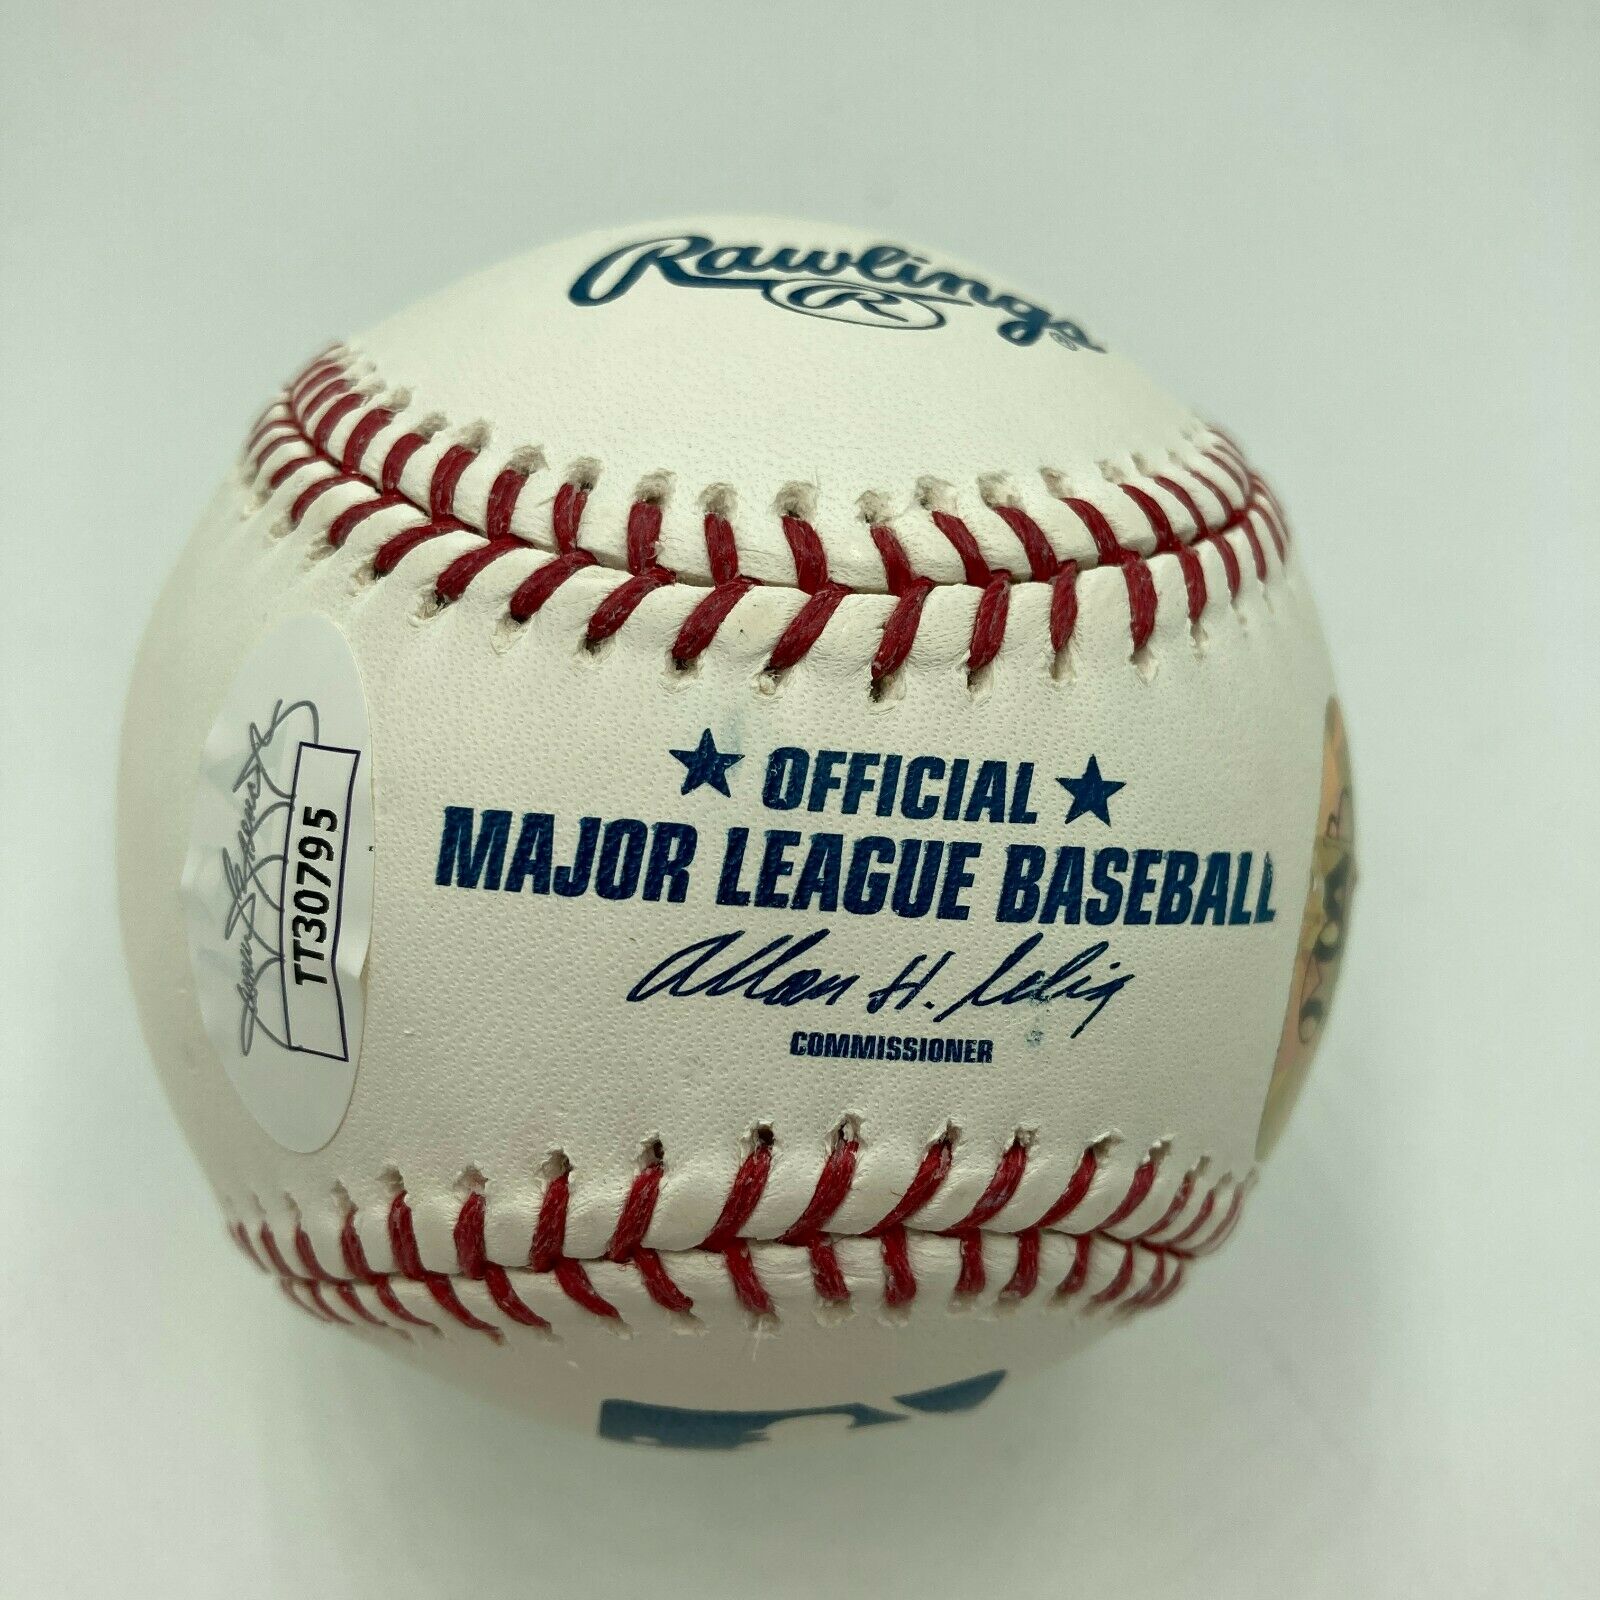 Rawlings
R
★ OFFICIAL ★
MAJOR LEAGUE BASEBALL
Allan H. Selig
COMMISSIONER
TT30795